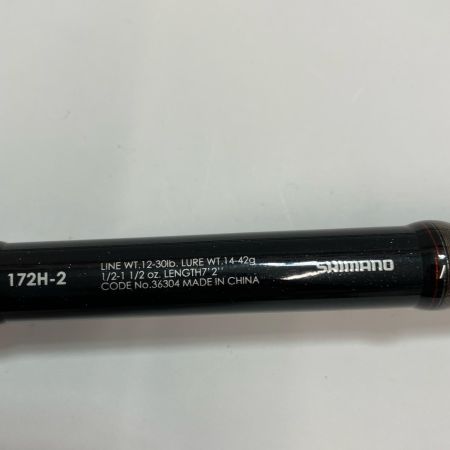 172H-2
LINE WT.12-30lb. LURE WT.14-42g
1/2-1 1/2 oz. LENGTH7'2''
CODE No.36304 MADE IN CHINA
SHIMANO